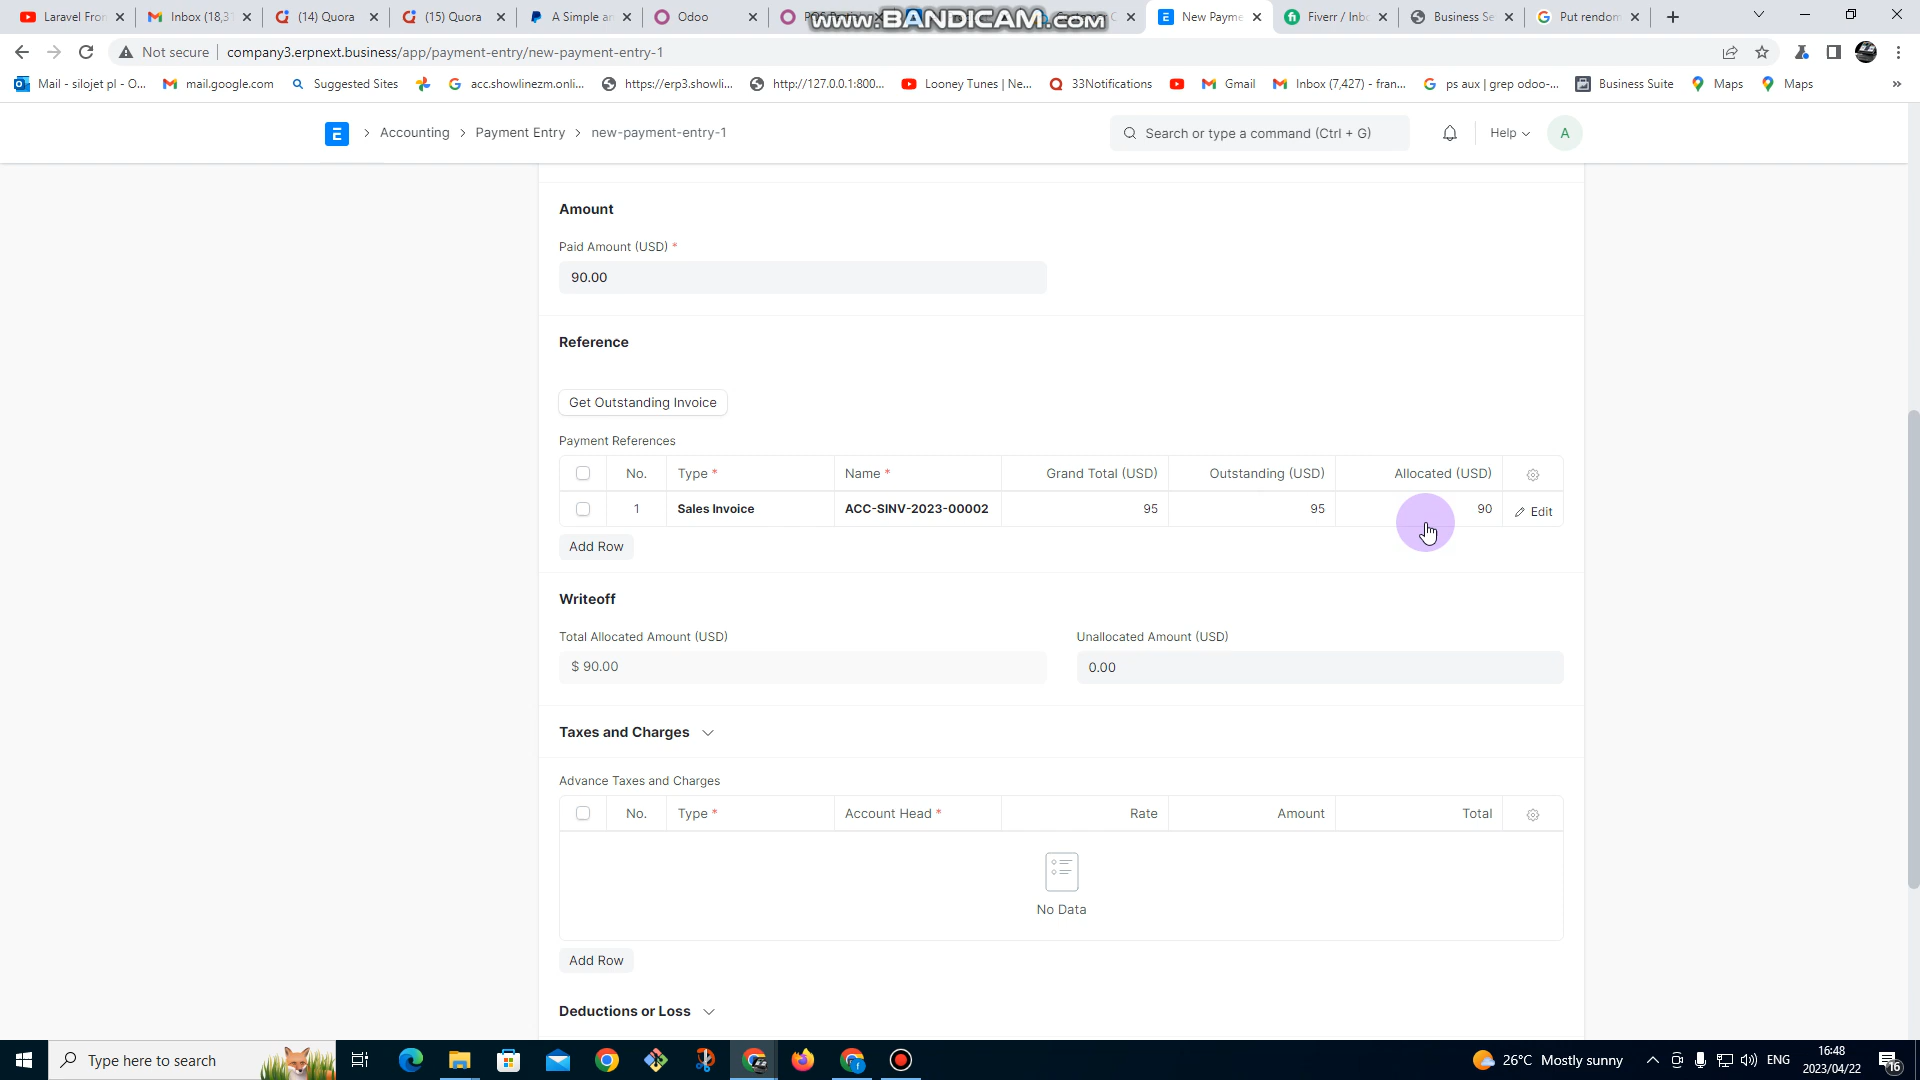 Laravel Fron
Inbox (18,3
(14) Quora
(15) Quora
A Simple an
Odoo
www.BANDICAM.com
New Payme
Fiverr / Inbo
Business Se
Put rendom
Not secure
company3.erpnext.business/app/payment-entry/new-payment-entry-1
Mail - silojet pl - O...
mail.google.com
Suggested Sites
acc.showlinezm.onli...
https://erp3.showli...
http://127.0.0.1:800...
Looney Tunes | Ne...
33Notifications
Gmail
Inbox (7,427) - fran...
ps aux | grep odoo-...
Business Suite
Maps
Maps
»
E
Accounting
Payment Entry
new-payment-entry-1
Search or type a command (Ctrl + G)
Help
A
Amount
Paid Amount (USD) *
90.00
Reference
Get Outstanding Invoice
Payment References
No. Type * Name * Grand Total (USD) Outstanding (USD) Allocated (USD)
1 Sales Invoice ACC-SINV-2023-00002 95 95 90 Edit
Add Row
Writeoff
Total Allocated Amount (USD) Unallocated Amount (USD)
$ 90.00 0.00
Taxes and Charges
Advance Taxes and Charges
No. Type * Account Head * Rate Amount Total
No Data
Add Row
Deductions or Loss
Type here to search
26°C Mostly sunny
ENG
16:48
2023/04/22
16